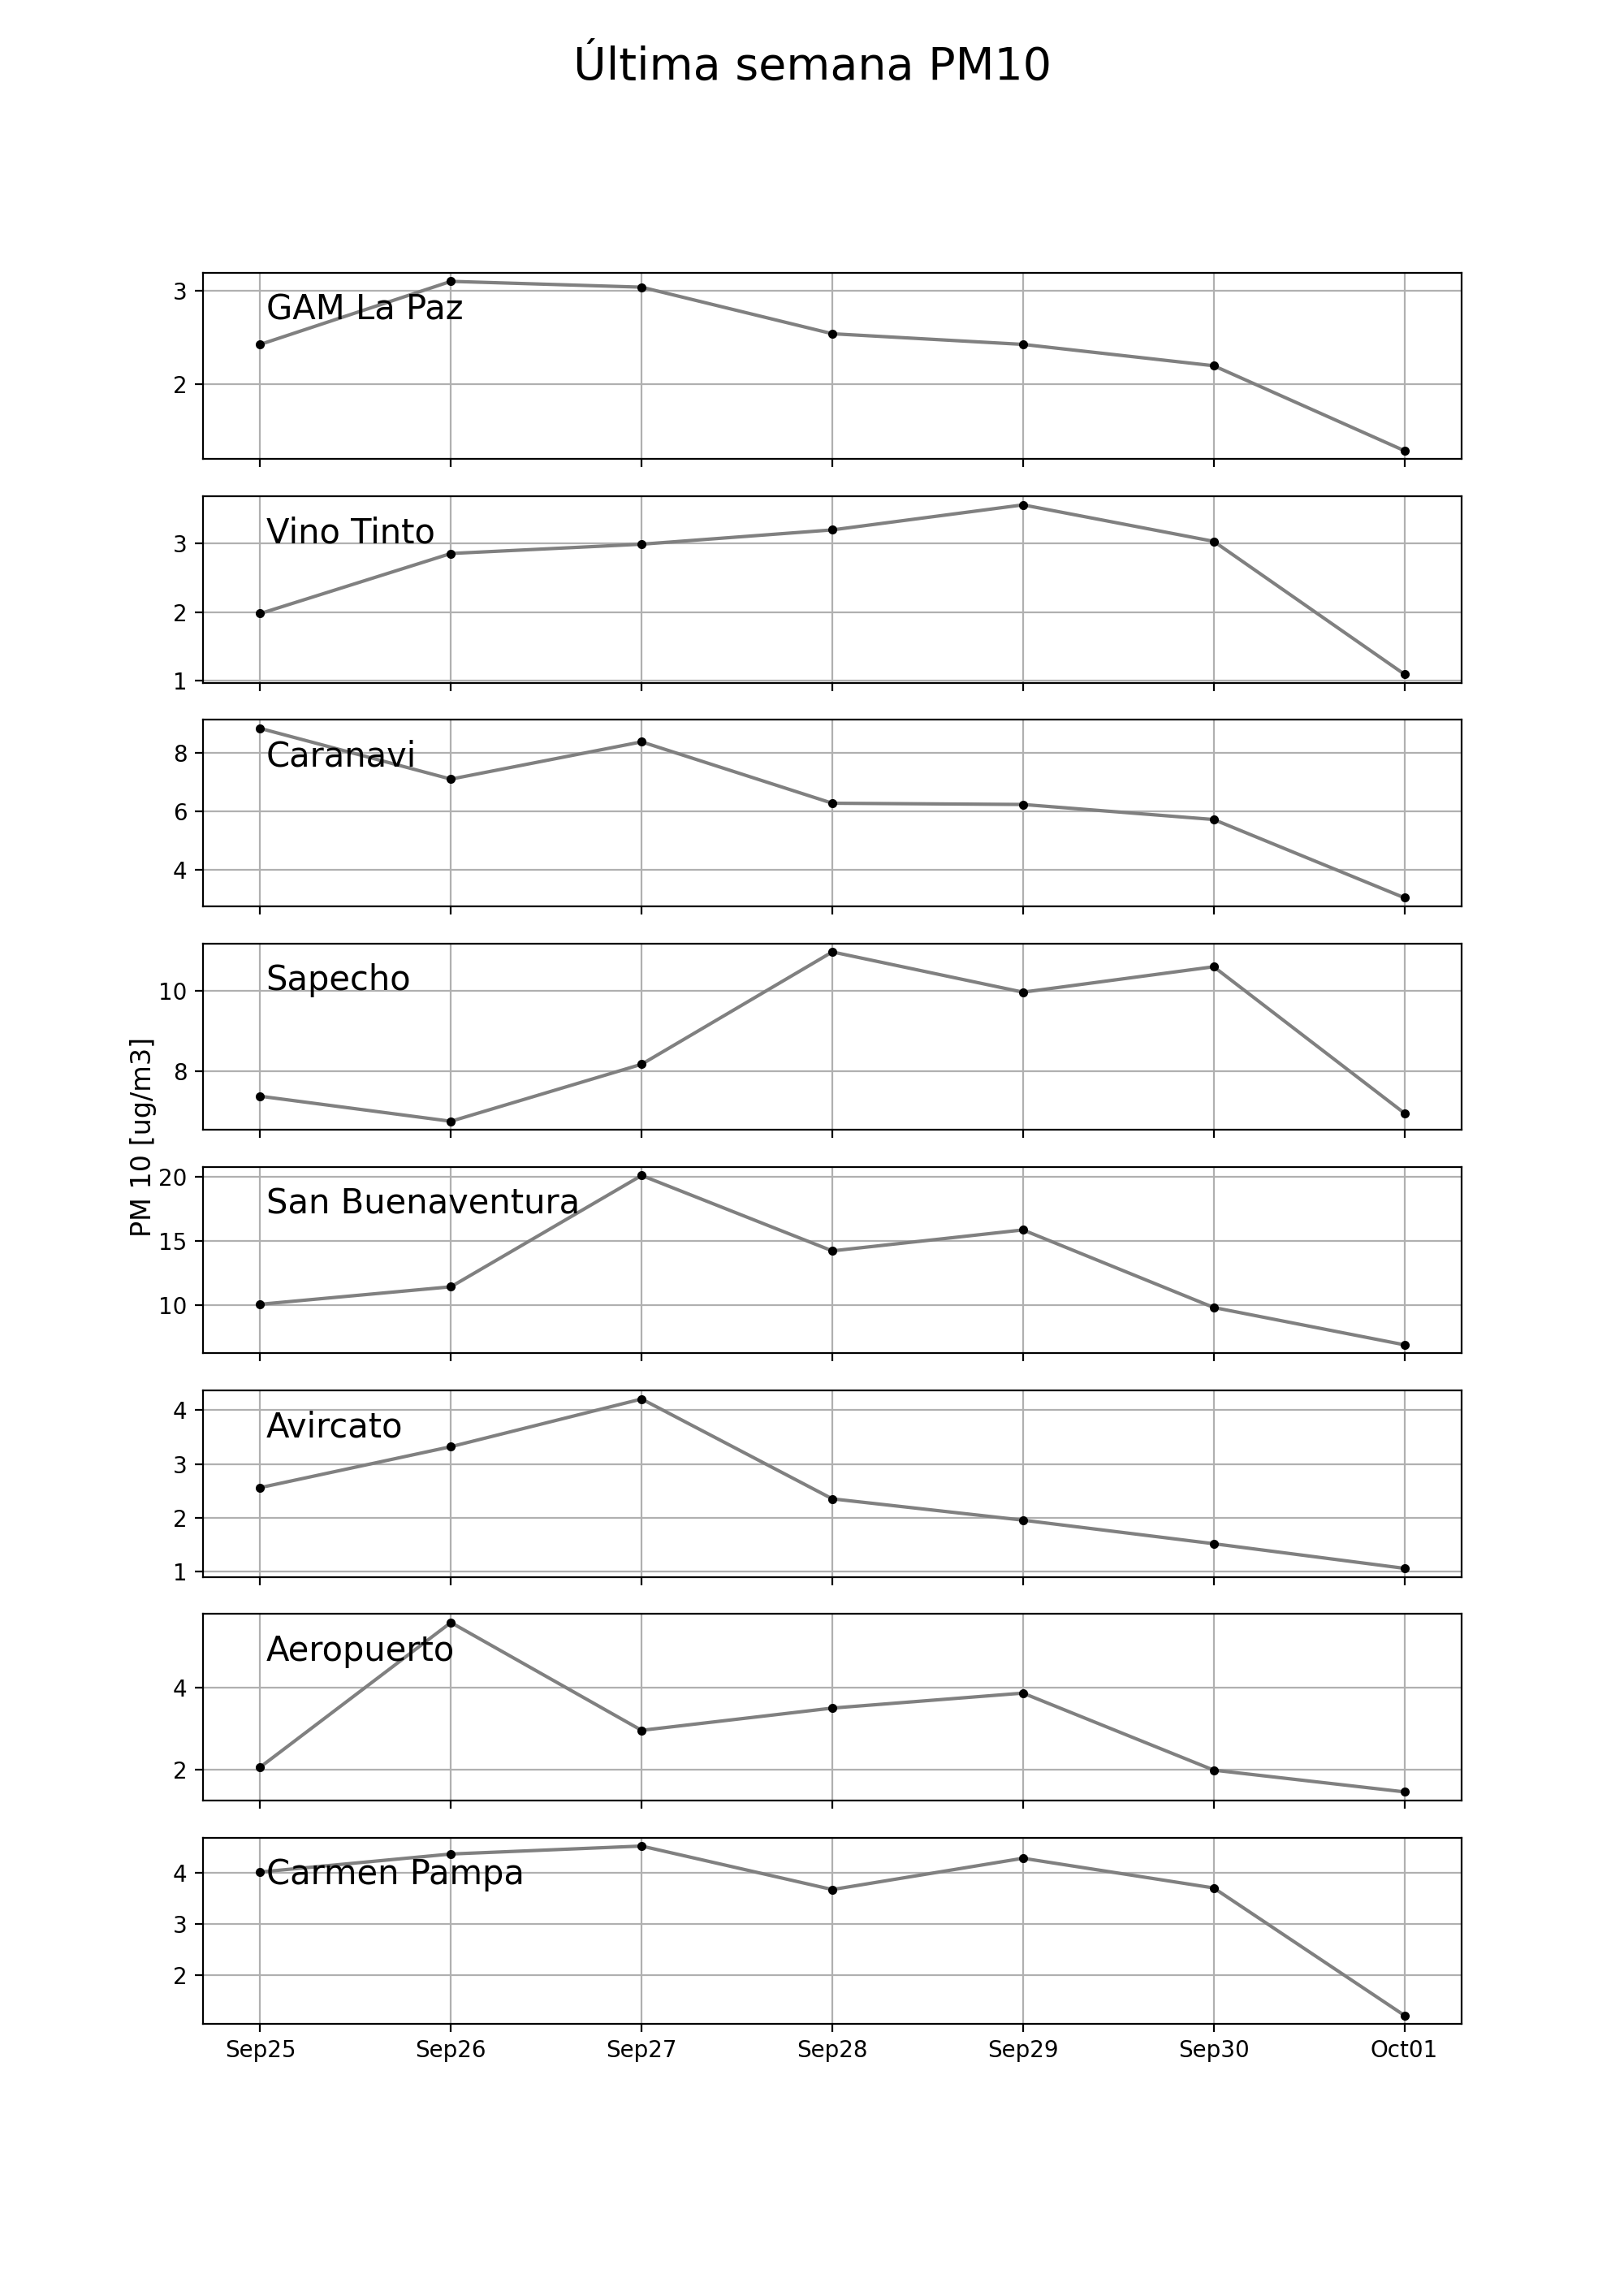 Última semana PM10
GAM La Paz
3
2
Vino Tinto
3
2
1
Caranavi
8
6
4
Sapecho
10
8
PM 10 [ug/m3]
San Buenaventura
20
15
10
Avircato
4
3
2
1
Aeropuerto
4
2
Carmen Pampa
4
3
2
Sep25 Sep26 Sep27 Sep28 Sep29 Sep30 Oct01